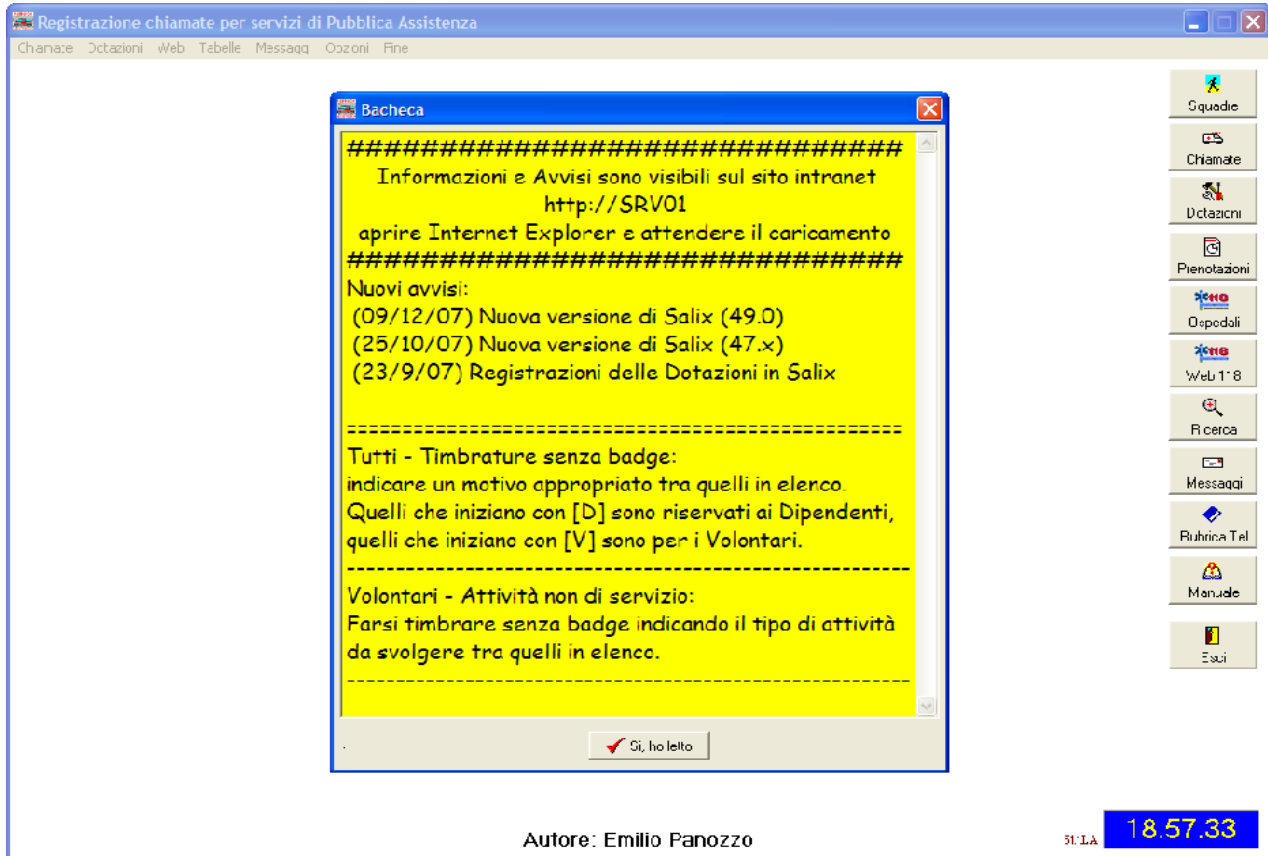 Registrazione chiamate per servizi di Pubblica Assistenza
Chiamate Dotazioni Web Tabelle Messaggi Opzioni Fine
Bacheca
##############################
Informazioni e Avvisi sono visibili sul sito intranet
http://SRV01
aprire Internet Explorer e attendere il caricamento
##############################
Nuovi avvisi:
(09/12/07) Nuova versione di Salix (49.0)
(25/10/07) Nuova versione di Salix (47.x)
(23/9/07) Registrazioni delle Dotazioni in Salix
==================================================
Tutti - Timbrature senza badge:
indicare un motivo appropriato tra quelli in elenco.
Quelli che iniziano con [D] sono riservati ai Dipendenti,
quelli che iniziano con [V] sono per i Volontari.
----------------------------------------------------------
Volontari - Attività non di servizio:
Farsi timbrare senza badge indicando il tipo di attività
da svolgere tra quelli in elenco.
----------------------------------------------------------
Sì, ho letto
Squadre
Chiamate
Dotazioni
Prenotazioni
Ospedali
Web 118
Ricerca
Messaggi
Rubrica Tel
Manuale
Esci
Autore: Emilio Panozzo
18.57.33